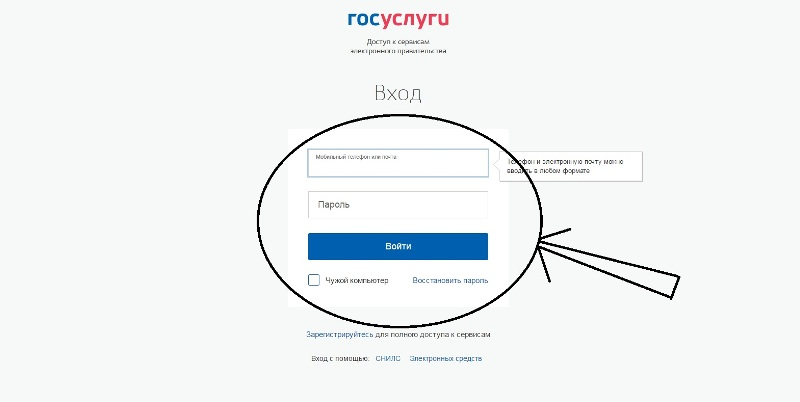 госуслуги
Доступ к сервисам
электронного правительства
Вход
Мобильный телефон или почта
Телефон и электронную почту можно
вводить в любом формате
Пароль
Войти
Чужой компьютер Восстановить пароль
Зарегистрируйтесь для полного доступа к сервисам
Вход с помощью: СНИЛС Электронных средств